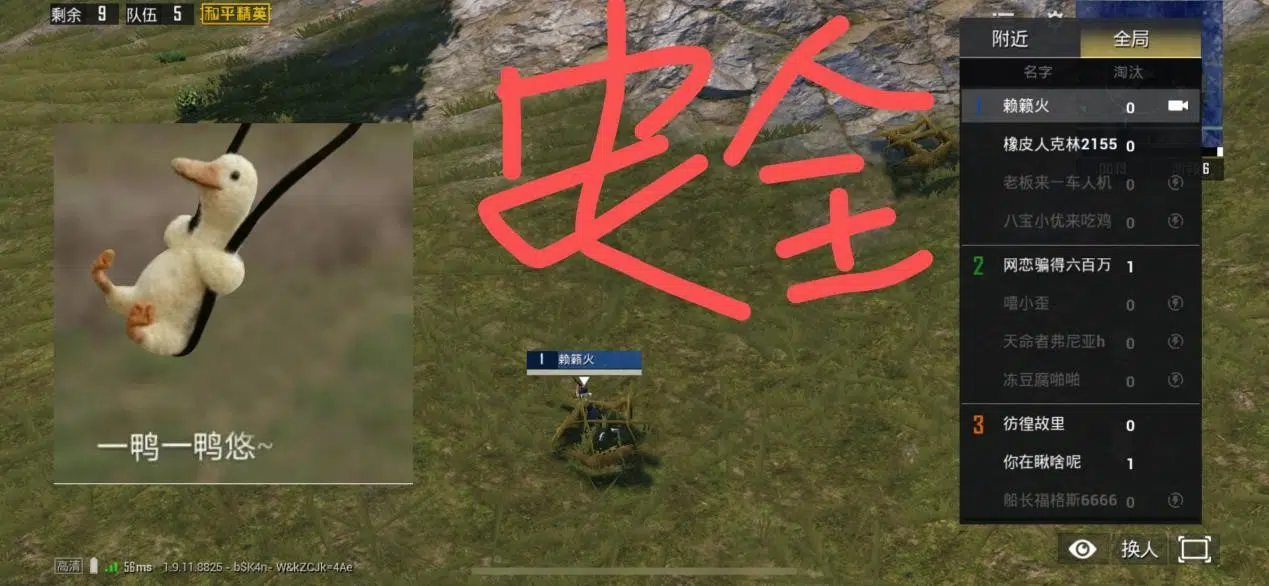 剩余 9 队伍 5 和平精英
安全
附近 全局
名字 淘汰
1 赖籁火 0
橡皮人克林2155 0
老板来一车人机 0
八宝小优来吃鸡 0
2 网恋骗得六百万 1
嘻小歪 0
天命者弗尼亚h 0
冻豆腐啪啪 0
3 彷徨故里 0
你在瞅啥呢 1
船长福格斯6666 0
1 赖籁火
一鸭一鸭悠~
换人
高清 56ms 1.9.11.8825 - bSK4n- W&kZCJk=4Ae